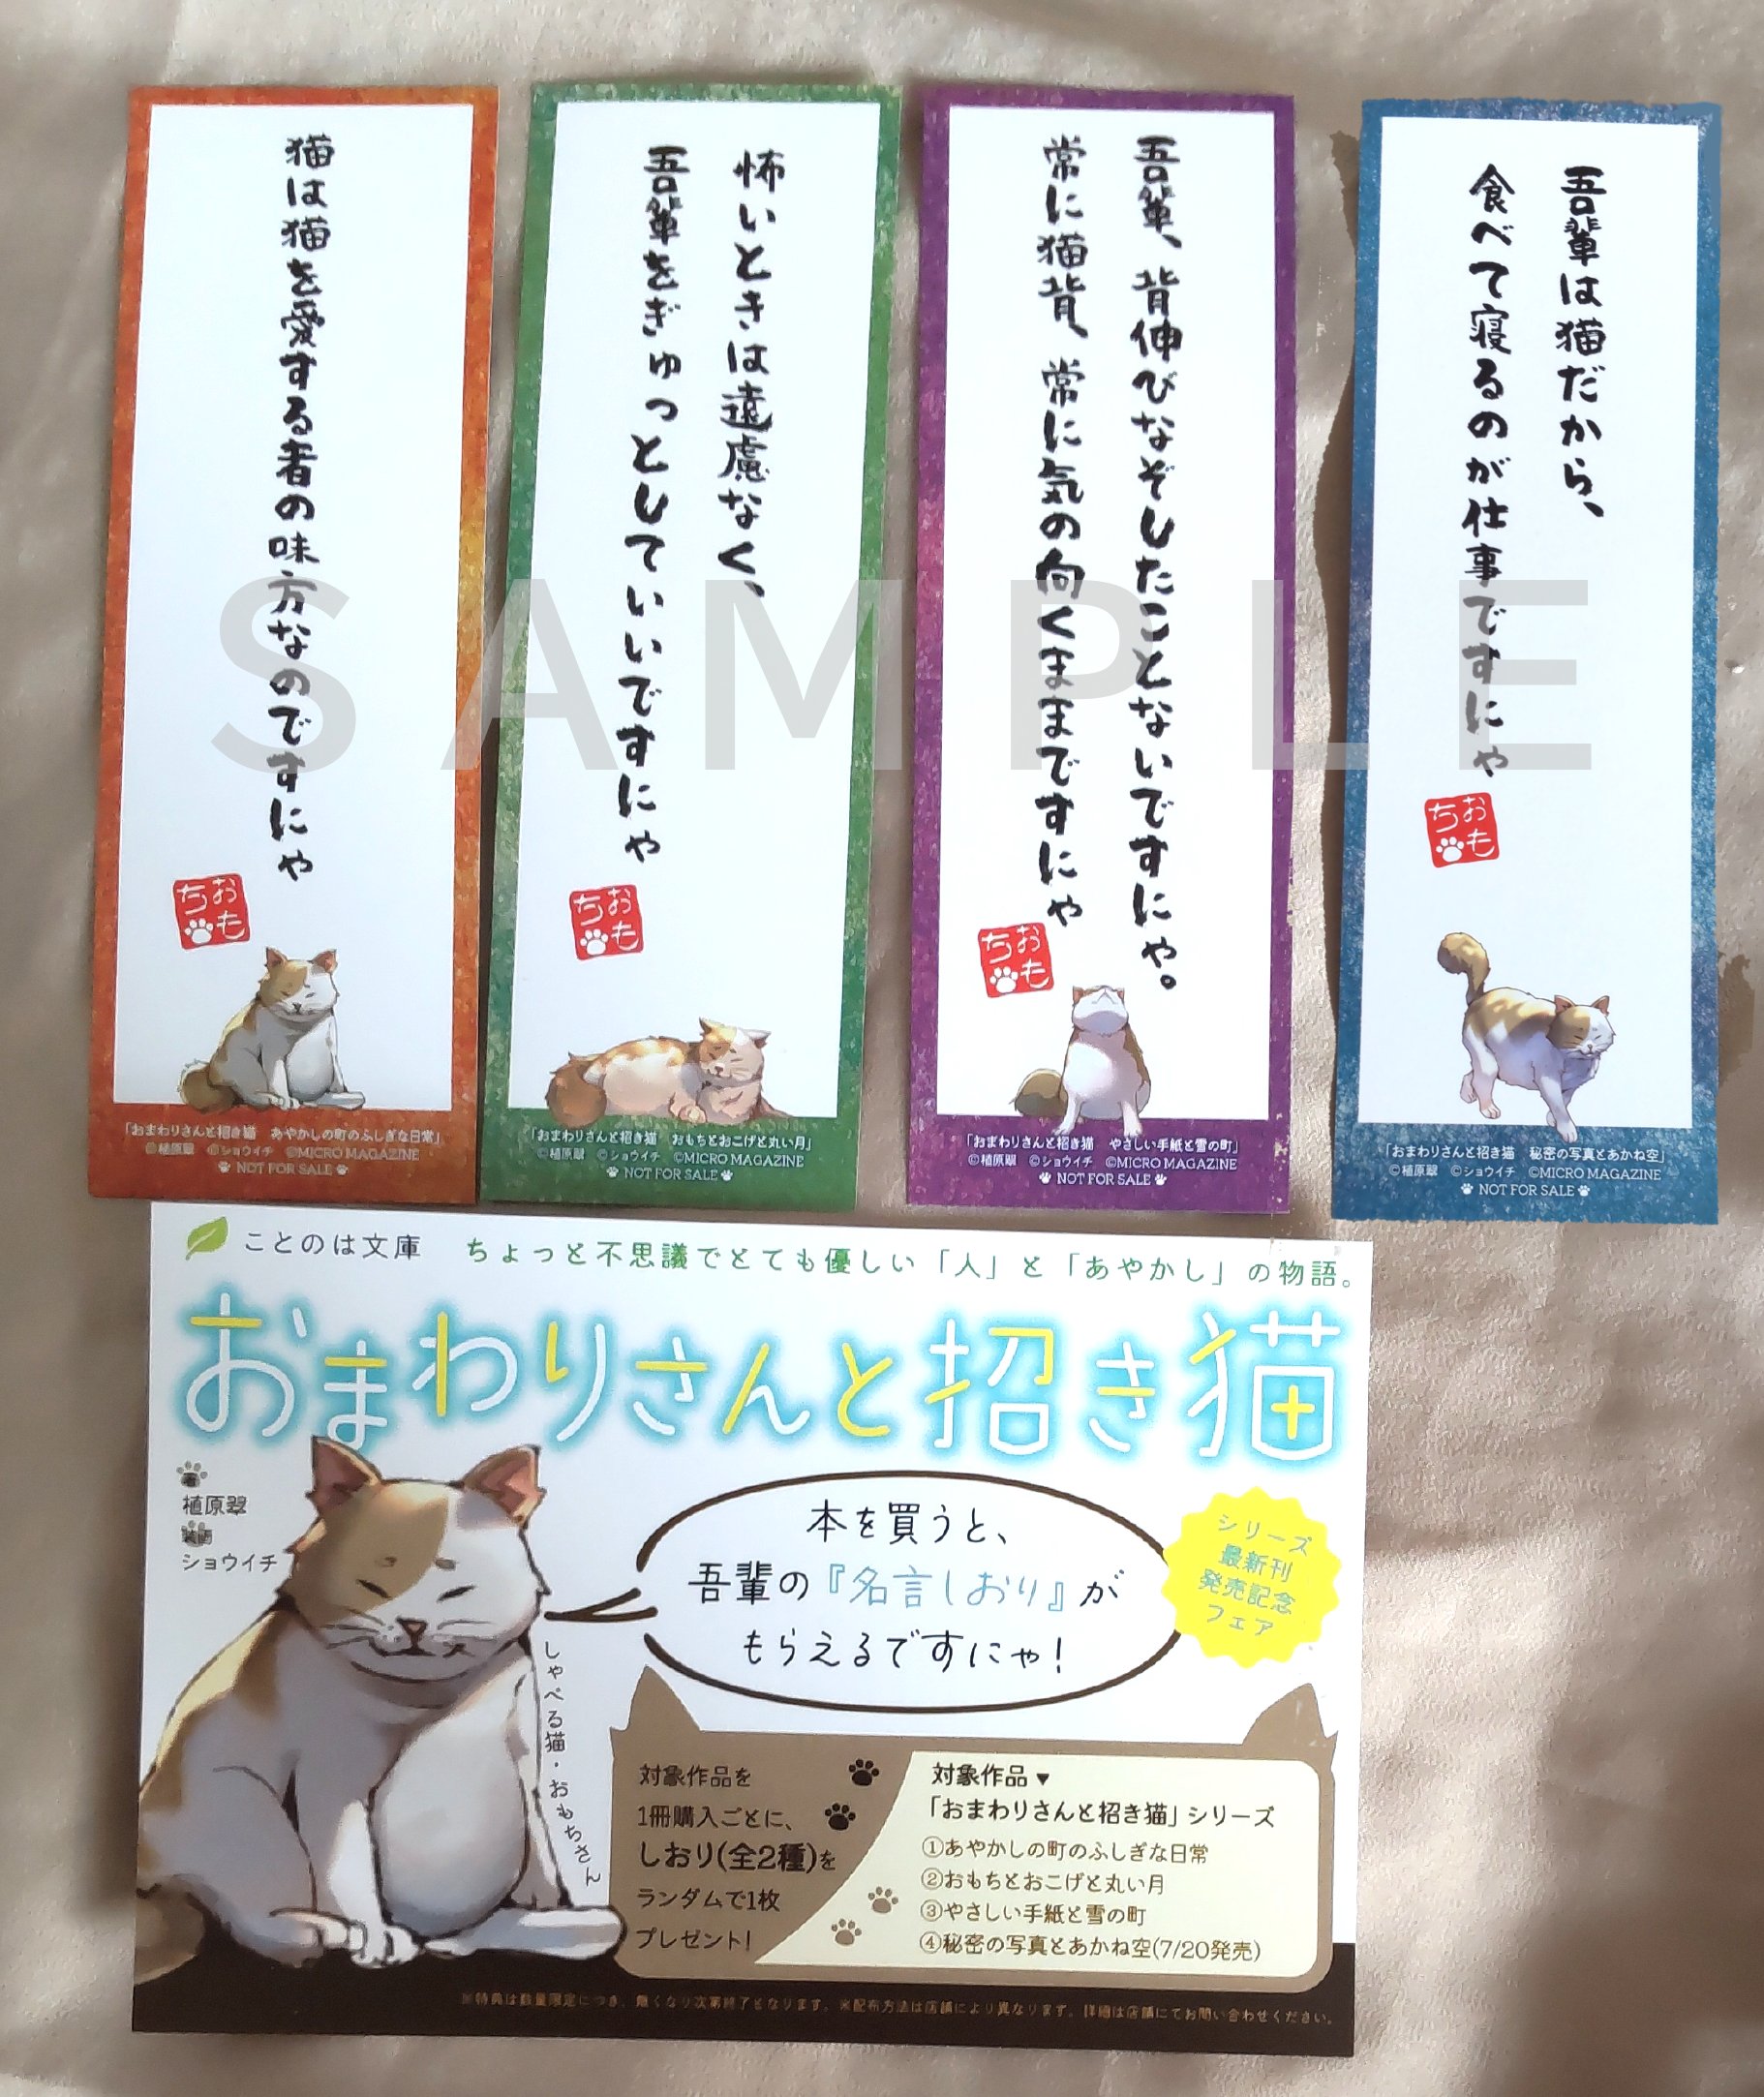 猫は猫を愛する者の味方なのですにゃ
おもち
「おまわりさんと招き猫　あやかしの町のふしぎな日常」
©植原翠　©ショウイチ　©MICRO MAGAZINE
NOT FOR SALE
怖いときは遠慮なく、
吾輩をぎゅっとしていいですにゃ
おもち
「おまわりさんと招き猫　おもちとおこげと丸い月」
©植原翠　©ショウイチ　©MICRO MAGAZINE
NOT FOR SALE
吾輩、背伸びなぞしたことないですにゃ。
常に猫背、常に気の向くままですにゃ
おもち
「おまわりさんと招き猫　やさしい手紙と雪の町」
©植原翠　©ショウイチ　©MICRO MAGAZINE
NOT FOR SALE
吾輩は猫だから、
食べて寝るのが仕事ですにゃ
おもち
「おまわりさんと招き猫　秘密の写真とあかね空」
©植原翠　©ショウイチ　©MICRO MAGAZINE
NOT FOR SALE
SAMPLE
ことのは文庫
ちょっと不思議でとても優しい「人」と「あやかし」の物語。
おまわりさんと招き猫
著
植原翠
装画
ショウイチ
本を買うと、
吾輩の『名言しおり』が
もらえるですにゃ！
シリーズ
最新刊
発売記念
フェア
しゃべる猫・おもちさん
対象作品を
1冊購入ごとに、
しおり(全2種)を
ランダムで1枚
プレゼント!
対象作品▼
「おまわりさんと招き猫」シリーズ
①あやかしの町のふしぎな日常
②おもちとおこげと丸い月
③やさしい手紙と雪の町
④秘密の写真とあかね空(7/20発売)
※特典は数量限定につき、無くなり次第終了となります。※配布方法は店舗により異なります。詳細は店舗にてお問い合わせください。